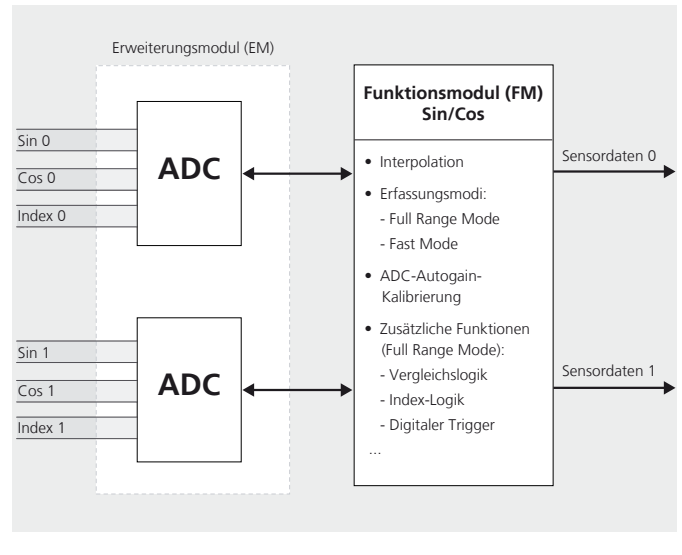 Erweiterungsmodul (EM)
Sin 0
Cos 0
Index 0
ADC
Sin 1
Cos 1
Index 1
ADC
Funktionsmodul (FM)
Sin/Cos
• Interpolation
• Erfassungsmodi:
- Full Range Mode
- Fast Mode
• ADC-Autogain-
Kalibrierung
• Zusätzliche Funktionen
(Full Range Mode):
- Vergleichslogik
- Index-Logik
- Digitaler Trigger
...
Sensordaten 0
Sensordaten 1